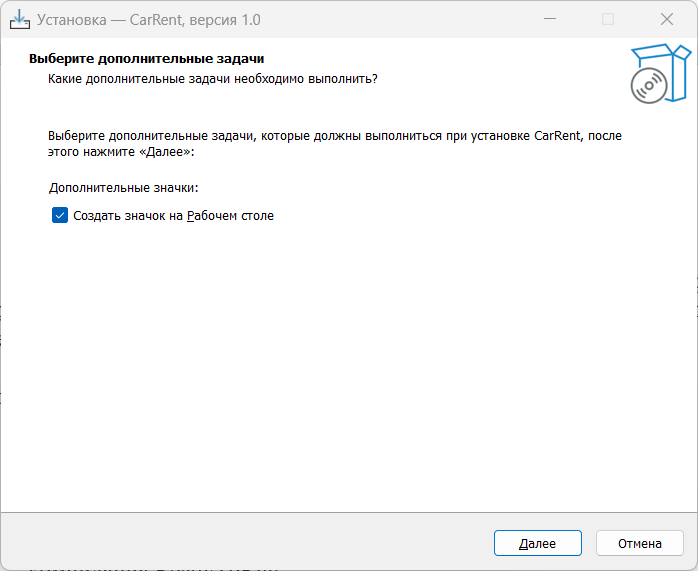 Установка — CarRent, версия 1.0
Выберите дополнительные задачи
Какие дополнительные задачи необходимо выполнить?
Выберите дополнительные задачи, которые должны выполниться при установке CarRent, после
этого нажмите «Далее»:
Дополнительные значки:
Создать значок на Рабочем столе
Далее
Отмена